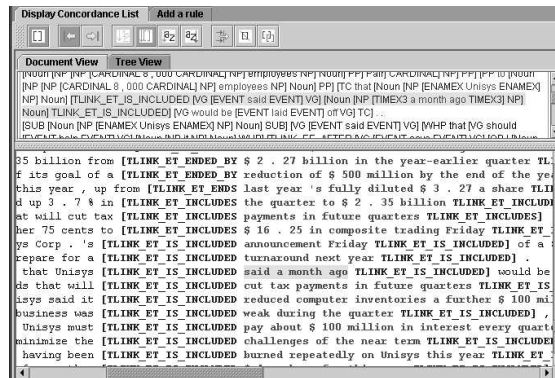 Display Concordance List Add a rule
Document View Tree View
[Noun [NP [NP [CARDINAL 8 , 000 CARDINAL] NP] employees NP] Noun] PP] Pair] CARDINAL] NP] PP] [PP to [Noun
[NP [NP [CARDINAL 8 , 000 CARDINAL] NP] employees NP] Noun] PP] [TC that [Noun [NP [ENAMEX Unisys ENAMEX]
NP] Noun] [TLINK_ET_IS_INCLUDED [VG [EVENT said EVENT] VG] [Noun [NP [TIMEX3 a month ago TIMEX3] NP]
Noun] TLINK_ET_IS_INCLUDED] [VG would be [EVENT laid EVENT] off VG] TC] . .
[SUB [Noun [NP [ENAMEX Unisys ENAMEX] NP] Noun] SUB] [VG [EVENT said EVENT] VG] [WHP that [VG should
35 billion from [TLINK_ET_ENDED_BY $ 2 . 27 billion in the year-earlier quarter TL
f its goal of a [TLINK_ET_ENDED_BY reduction of $ 500 million by the end of the yea
this year , up from [TLINK_ET_ENDS last year 's fully diluted $ 3 . 27 a share TLI
d up 3 . 7 % in [TLINK_ET_INCLUDES the quarter to $ 2 . 35 billion TLINK_ET_INCLUD
at will cut tax [TLINK_ET_INCLUDES payments in future quarters TLINK_ET_INCLUDES]
her 75 cents to [TLINK_ET_INCLUDES $ 16 . 25 in composite trading Friday TLINK_ET_I
ys Corp . 's [TLINK_ET_IS_INCLUDED announcement Friday TLINK_ET_IS_INCLUDED] of a $
repare for a [TLINK_ET_IS_INCLUDED turnaround next year TLINK_ET_IS_INCLUDED] .
that Unisys [TLINK_ET_IS_INCLUDED said a month ago TLINK_ET_IS_INCLUDED] would be
ds that will [TLINK_ET_IS_INCLUDED cut tax payments in future quarters TLINK_ET_IS_
isys said it [TLINK_ET_IS_INCLUDED reduced computer inventories a further $ 100 mi
business was [TLINK_ET_IS_INCLUDED weak during the quarter TLINK_ET_IS_INCLUDED] ,
Unisys must [TLINK_ET_IS_INCLUDED pay about $ 100 million in interest every quart
minimize the [TLINK_ET_IS_INCLUDED challenges of the near term TLINK_ET_IS_INCLUDE
having been [TLINK_ET_IS_INCLUDED burned repeatedly on Unisys this year TLINK_ET_I